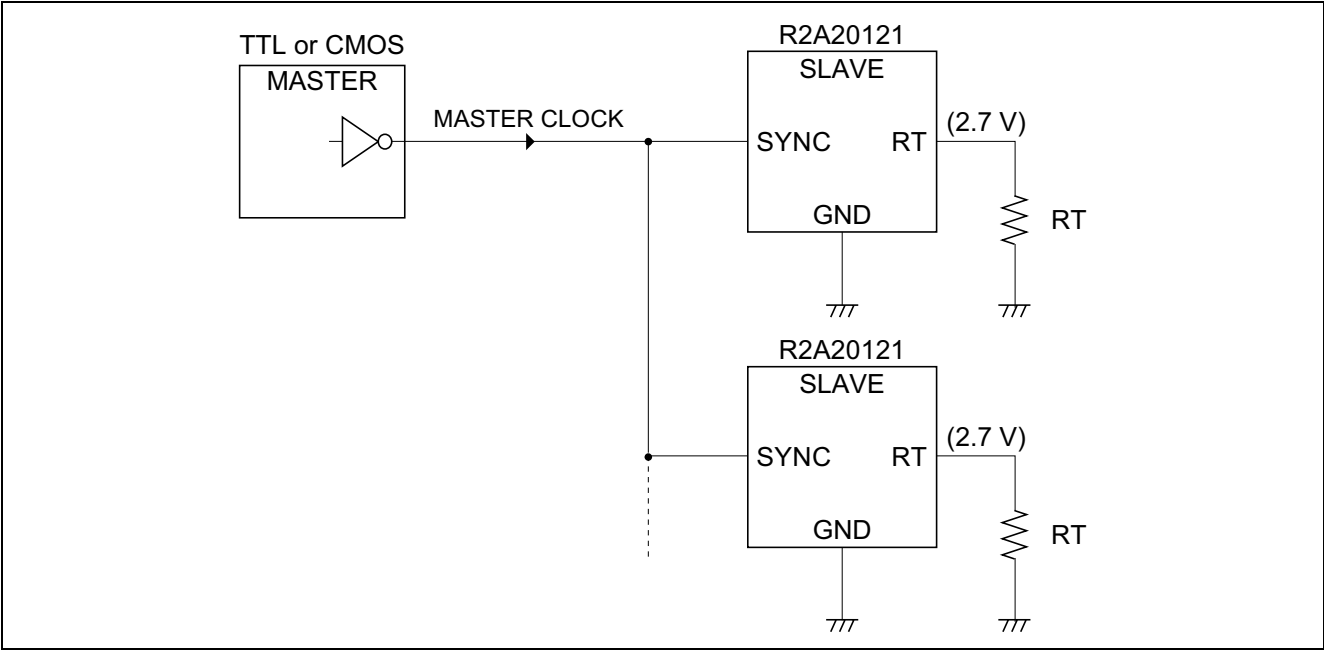 TTL or CMOS
MASTER
MASTER CLOCK
R2A20121
SLAVE
SYNC RT
(2.7 V)
GND
RT
R2A20121
SLAVE
SYNC RT
(2.7 V)
GND
RT